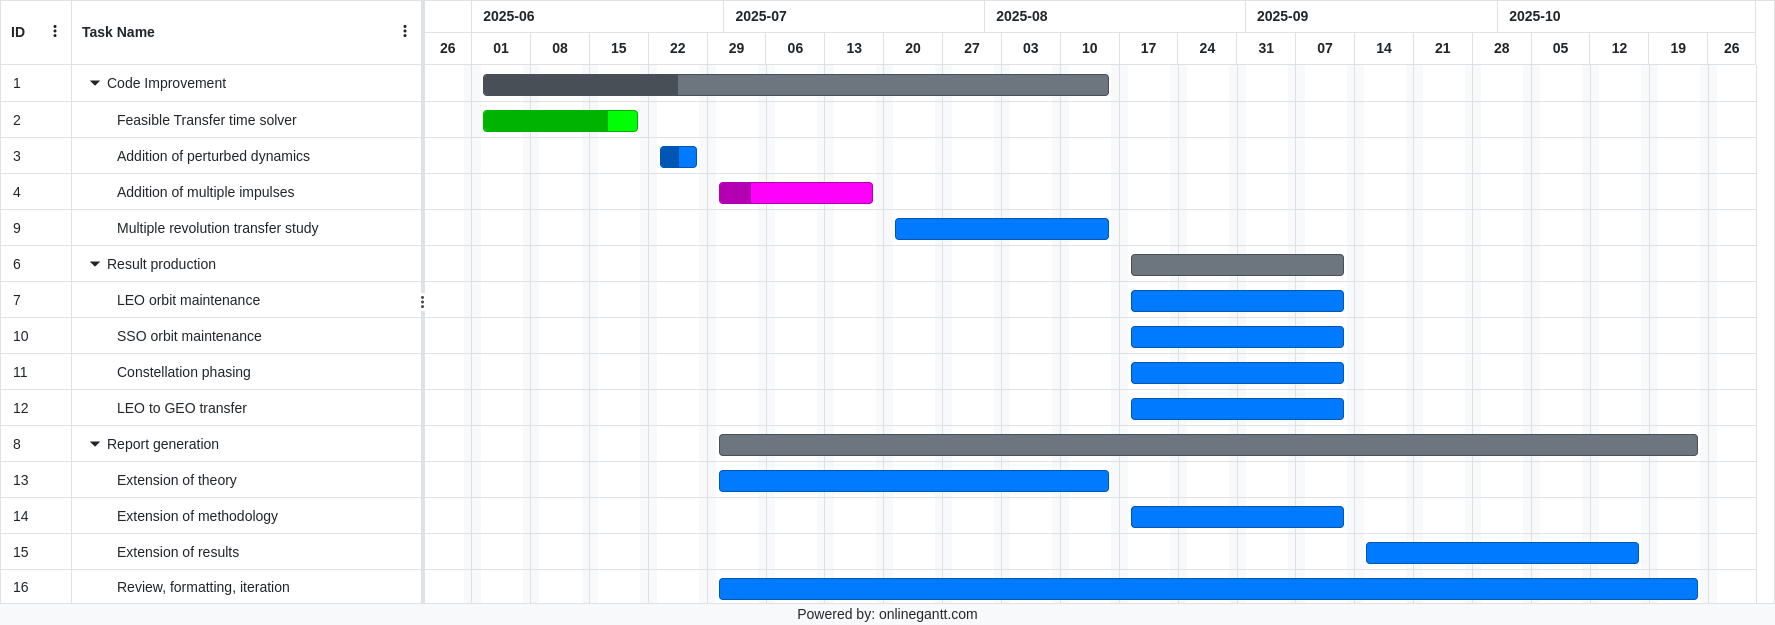 ID Task Name 2025-06 2025-07 2025-08 2025-09 2025-10
26 01 08 15 22 29 06 13 20 27 03 10 17 24 31 07 14 21 28 05 12 19 26
1 Code Improvement
2 Feasible Transfer time solver
3 Addition of perturbed dynamics
4 Addition of multiple impulses
9 Multiple revolution transfer study
6 Result production
7 LEO orbit maintenance
10 SSO orbit maintenance
11 Constellation phasing
12 LEO to GEO transfer
8 Report generation
13 Extension of theory
14 Extension of methodology
15 Extension of results
16 Review, formatting, iteration
Powered by: onlinegantt.com